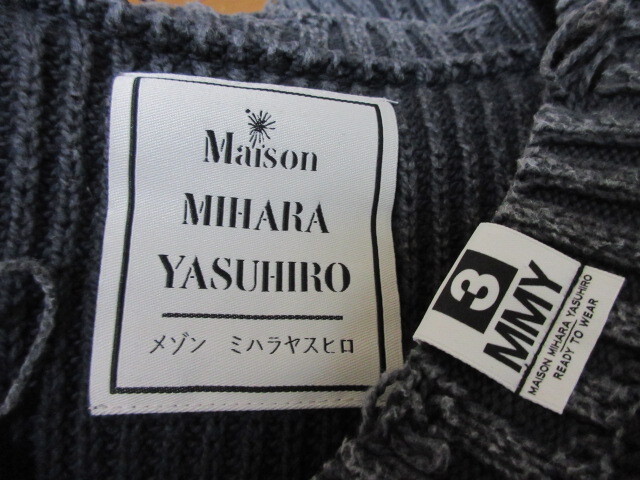 Maison
MIHARA
YASUHIRO
メゾン ミハラヤスヒロ
3
MMY
MAISON MIHARA YASUHIRO
READY TO WEAR